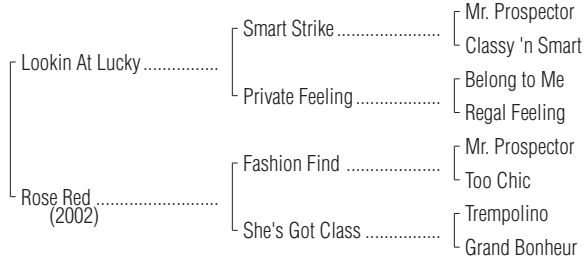 Mr. Prospector
Smart Strike
Classy 'n Smart
Lookin At Lucky
Belong to Me
Private Feeling
Regal Feeling
Mr. Prospector
Fashion Find
Too Chic
Rose Red
(2002)
Trempolino
She's Got Class
Grand Bonheur